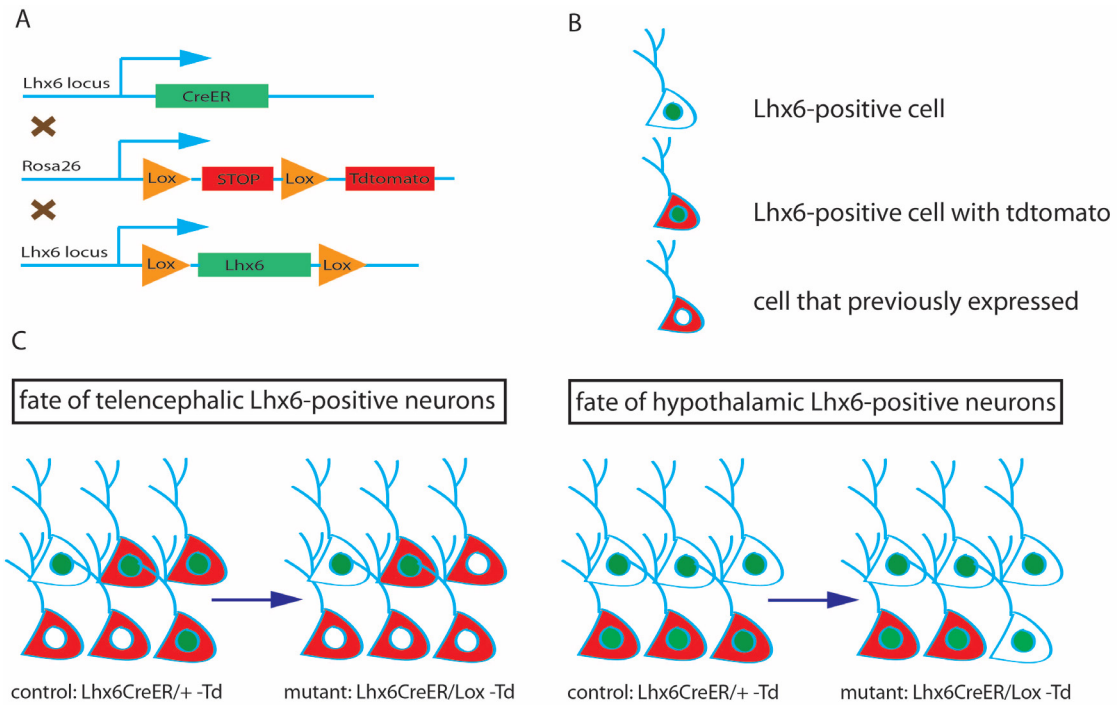 A
Lhx6 locus
CreER
Rosa26
Lox
STOP
Lox
Tdtomato
Lhx6 locus
Lox
Lhx6
Lox
B
Lhx6-positive cell
Lhx6-positive cell with tdtomato
cell that previously expressed
C
fate of telencephalic Lhx6-positive neurons
control: Lhx6CreER/+ -Td
mutant: Lhx6CreER/Lox -Td
fate of hypothalamic Lhx6-positive neurons
control: Lhx6CreER/+ -Td
mutant: Lhx6CreER/Lox -Td